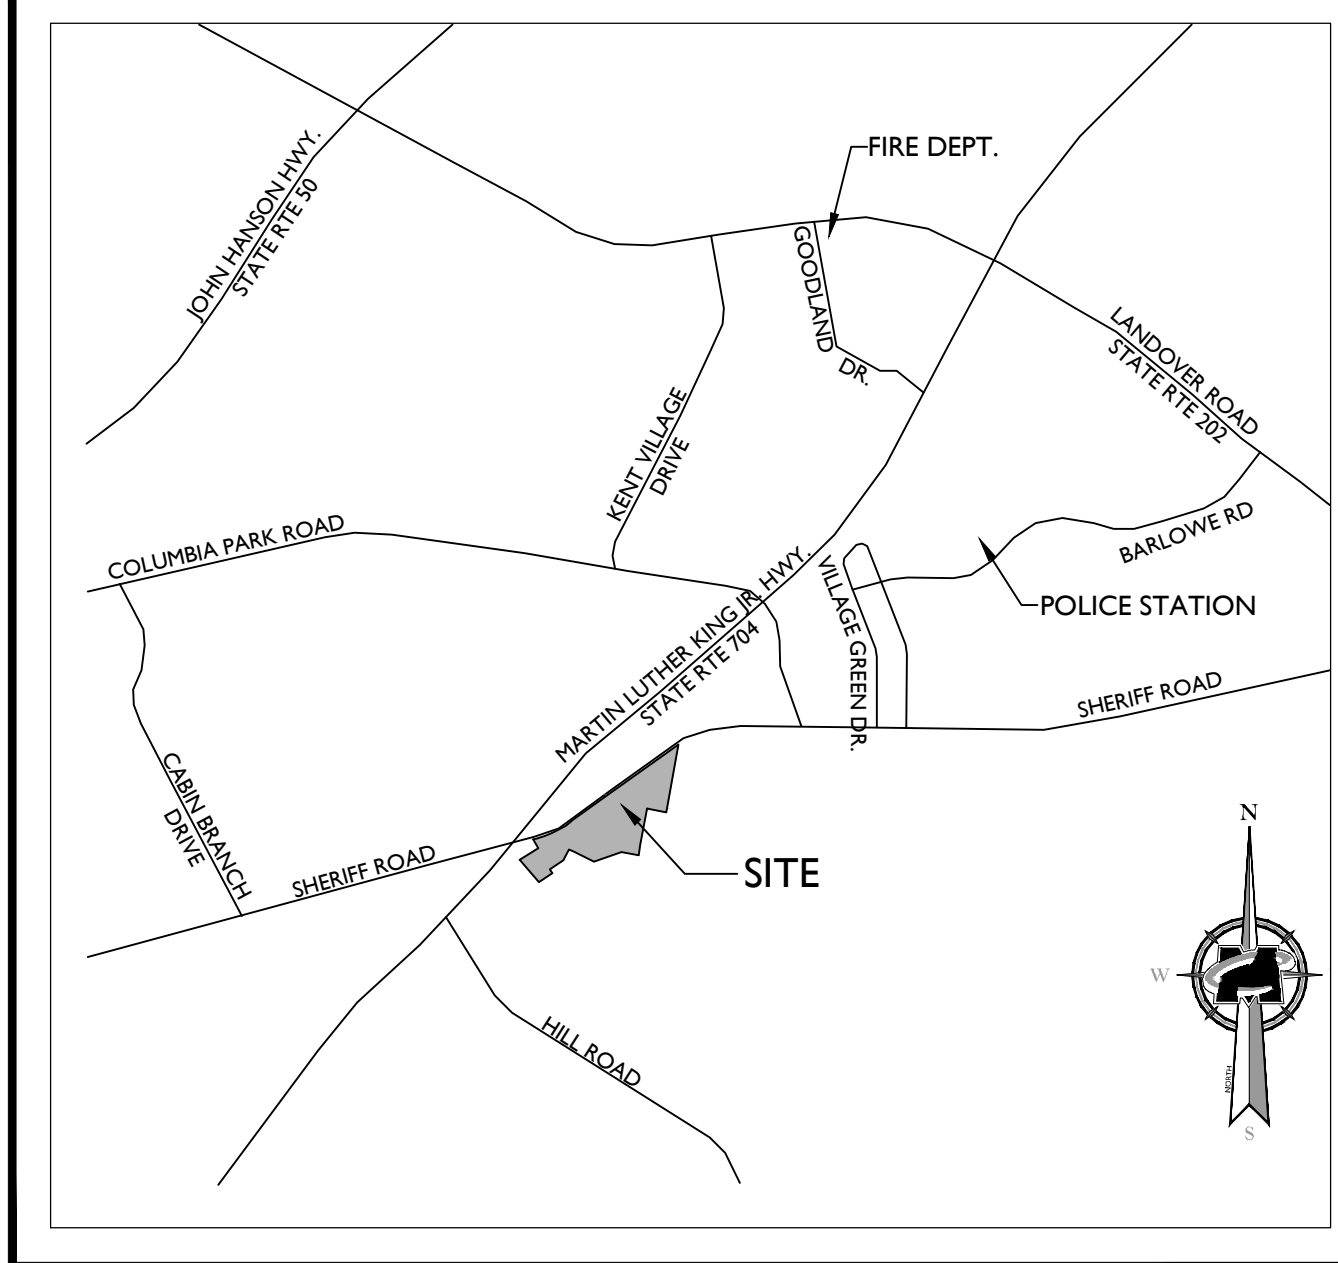 FIRE DEPT.
JOHN HANSON HWY.
STATE RTE 50
GOODLAND
DR.
LANDOVER ROAD
STATE RTE 202
KENT VILLAGE
DRIVE
COLUMBIA PARK ROAD
BARLOWE RD
MARTIN LUTHER KING JR. HWY.
STATE RTE 704
VILLAGE GREEN DR.
POLICE STATION
SHERIFF ROAD
CABIN BRANCH
DRIVE
SHERIFF ROAD
SITE
HILL ROAD
N
W
NORTH
S